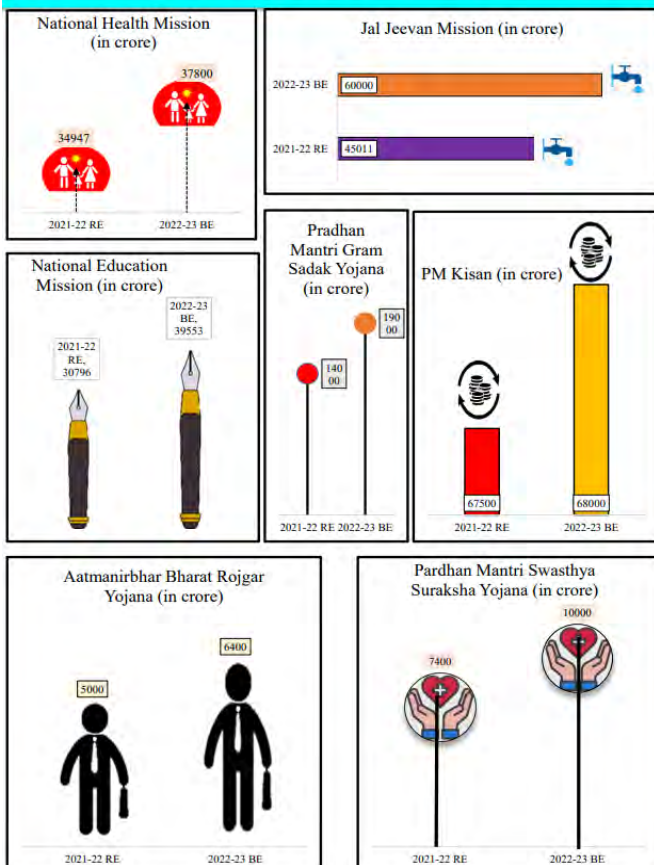 National Health Mission
(in crore)
37800
34947
2021-22 RE
2022-23 BE
Jal Jeevan Mission (in crore)
2022-23 BE
60000
2021-22 RE
45011
National Education
Mission (in crore)
2022-23
BE,
39553
2021-22
RE,
30796
Pradhan
Mantri Gram
Sadak Yojana
(in crore)
190
00
140
00
2021-22 RE
2022-23 BE
PM Kisan (in crore)
67500
68000
2021-22 RE
2022-23 BE
Aatmanirbhar Bharat Rojgar
Yojana (in crore)
6400
5000
2021-22 RE
2022-23 BE
Pardhan Mantri Swasthya
Suraksha Yojana (in crore)
10000
7400
2021-22 RE
2022-23 BE